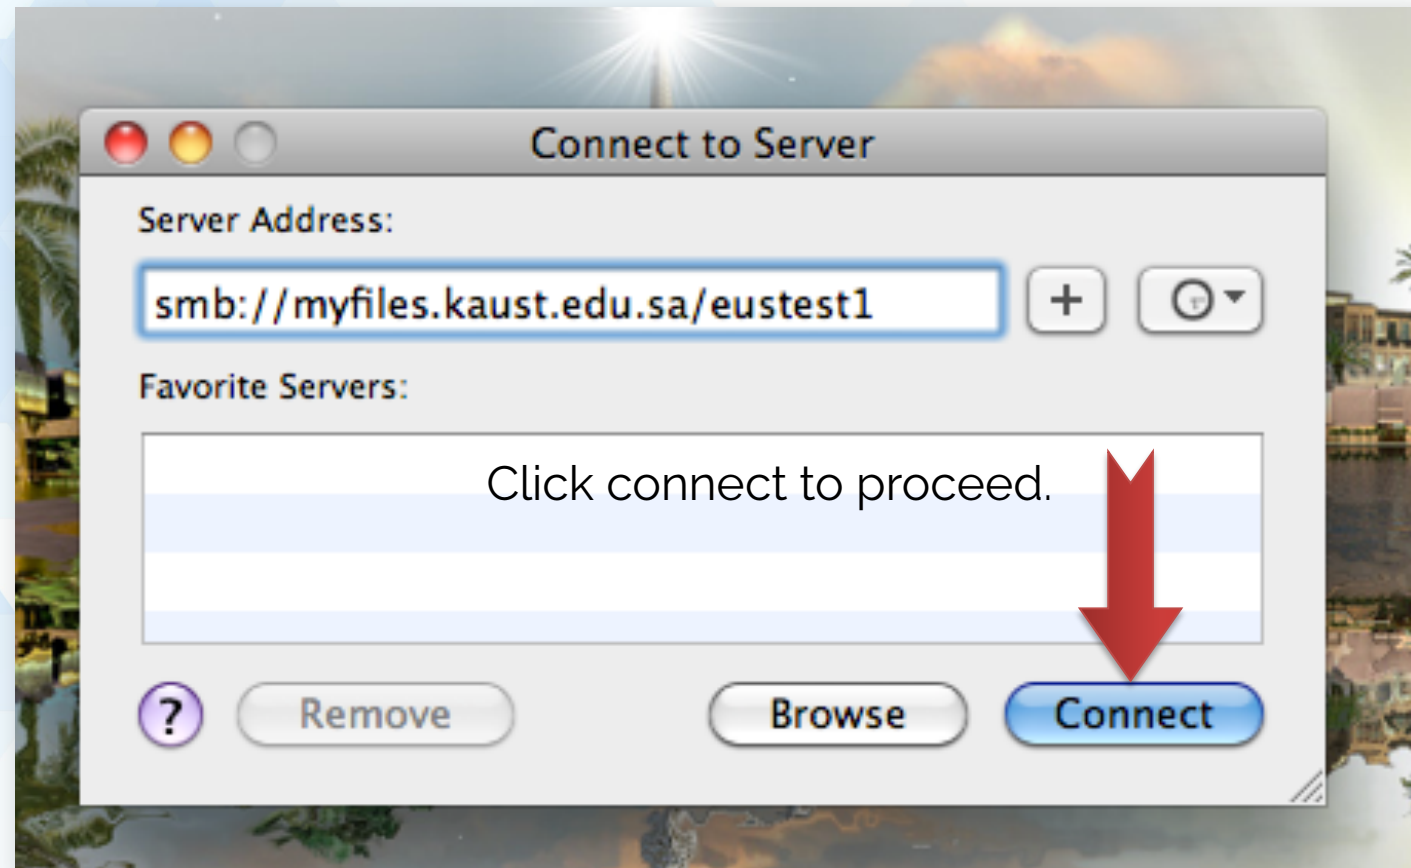 Connect to Server
Server Address:
smb://myfiles.kaust.edu.sa/eustest1
+
Favorite Servers:
Click connect to proceed.
? Remove Browse Connect